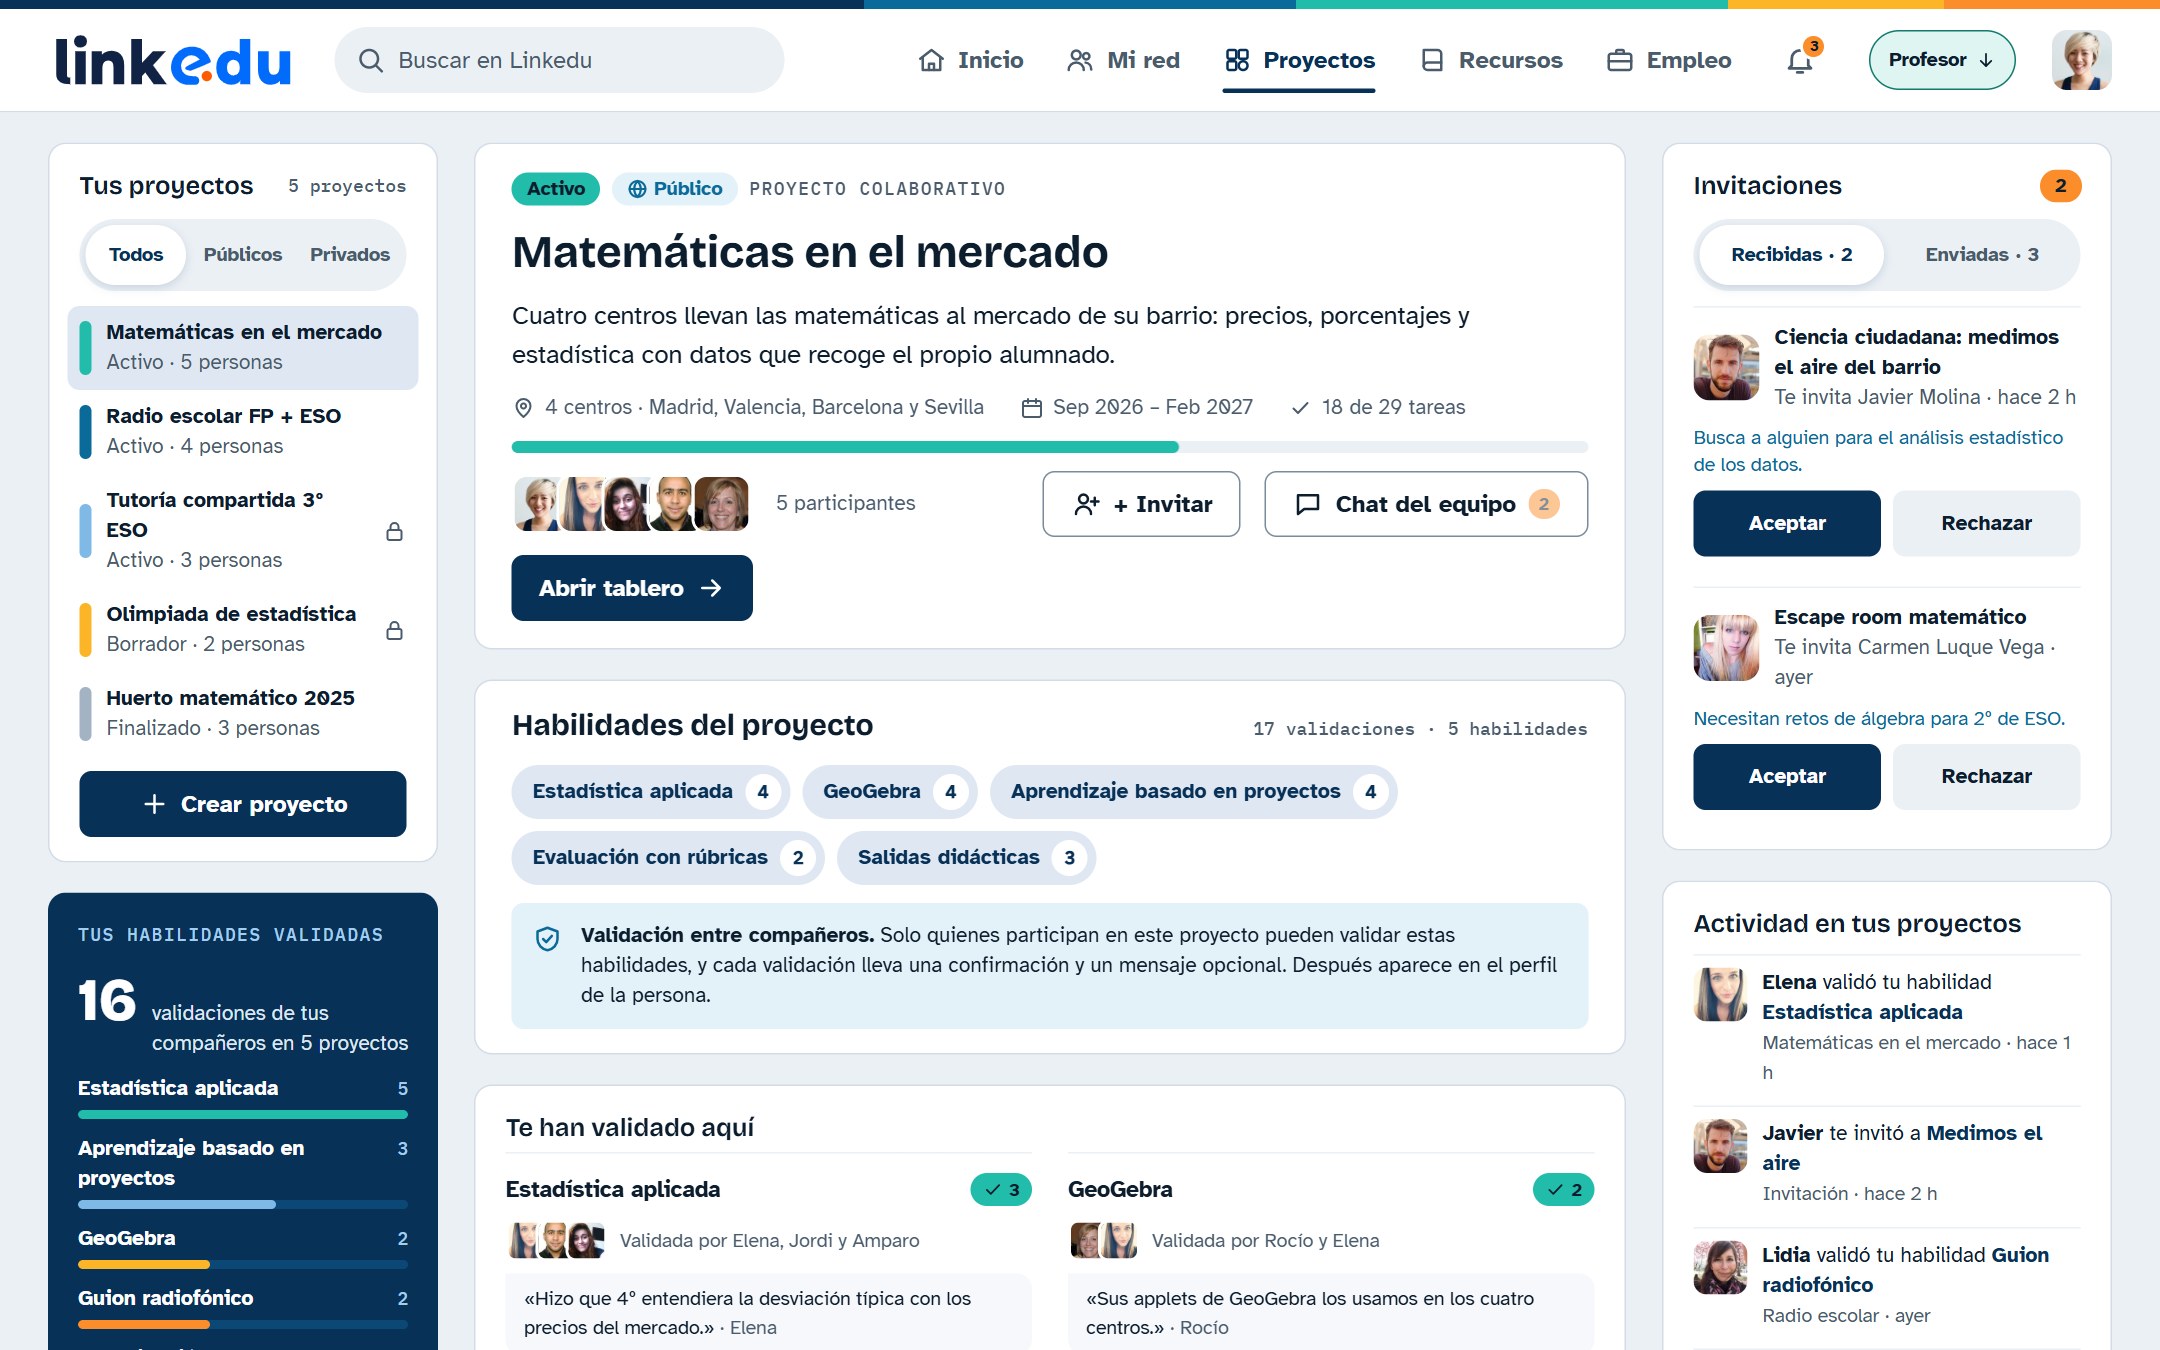 linkedu
Buscar en Linkedu
Inicio
Mi red
Proyectos
Recursos
Empleo
3
Profesor
Tus proyectos
5 proyectos
Todos
Públicos
Privados
Matemáticas en el mercado
Activo · 5 personas
Radio escolar FP + ESO
Activo · 4 personas
Tutoría compartida 3º
ESO
Activo · 3 personas
Olimpiada de estadística
Borrador · 2 personas
Huerto matemático 2025
Finalizado · 3 personas
Crear proyecto
TUS HABILIDADES VALIDADAS
16 validaciones de tus
compañeros en 5 proyectos
Estadística aplicada 5
Aprendizaje basado en 3
proyectos
GeoGebra 2
Guion radiofónico 2
Activo
Público
PROYECTO COLABORATIVO
Matemáticas en el mercado
Cuatro centros llevan las matemáticas al mercado de su barrio: precios, porcentajes y
estadística con datos que recoge el propio alumnado.
4 centros · Madrid, Valencia, Barcelona y Sevilla
Sep 2026 – Feb 2027
18 de 29 tareas
5 participantes
+ Invitar
Chat del equipo 2
Abrir tablero
Habilidades del proyecto
17 validaciones · 5 habilidades
Estadística aplicada 4
GeoGebra 4
Aprendizaje basado en proyectos 4
Evaluación con rúbricas 2
Salidas didácticas 3
Validación entre compañeros. Solo quienes participan en este proyecto pueden validar estas
habilidades, y cada validación lleva una confirmación y un mensaje opcional. Después aparece en el perfil
de la persona.
Te han validado aquí
Estadística aplicada
3
Validada por Elena, Jordi y Amparo
«Hizo que 4º entendiera la desviación típica con los
precios del mercado.» · Elena
GeoGebra
2
Validada por Rocío y Elena
«Sus applets de GeoGebra los usamos en los cuatro
centros.» · Rocío
Invitaciones
2
Recibidas · 2
Enviadas · 3
Ciencia ciudadana: medimos
el aire del barrio
Te invita Javier Molina · hace 2 h
Busca a alguien para el análisis estadístico
de los datos.
Aceptar
Rechazar
Escape room matemático
Te invita Carmen Luque Vega ·
ayer
Necesitan retos de álgebra para 2º de ESO.
Aceptar
Rechazar
Actividad en tus proyectos
Elena validó tu habilidad
Estadística aplicada
Matemáticas en el mercado · hace 1
h
Javier te invitó a Medimos el
aire
Invitación · hace 2 h
Lidia validó tu habilidad Guion
radiofónico
Radio escolar · ayer